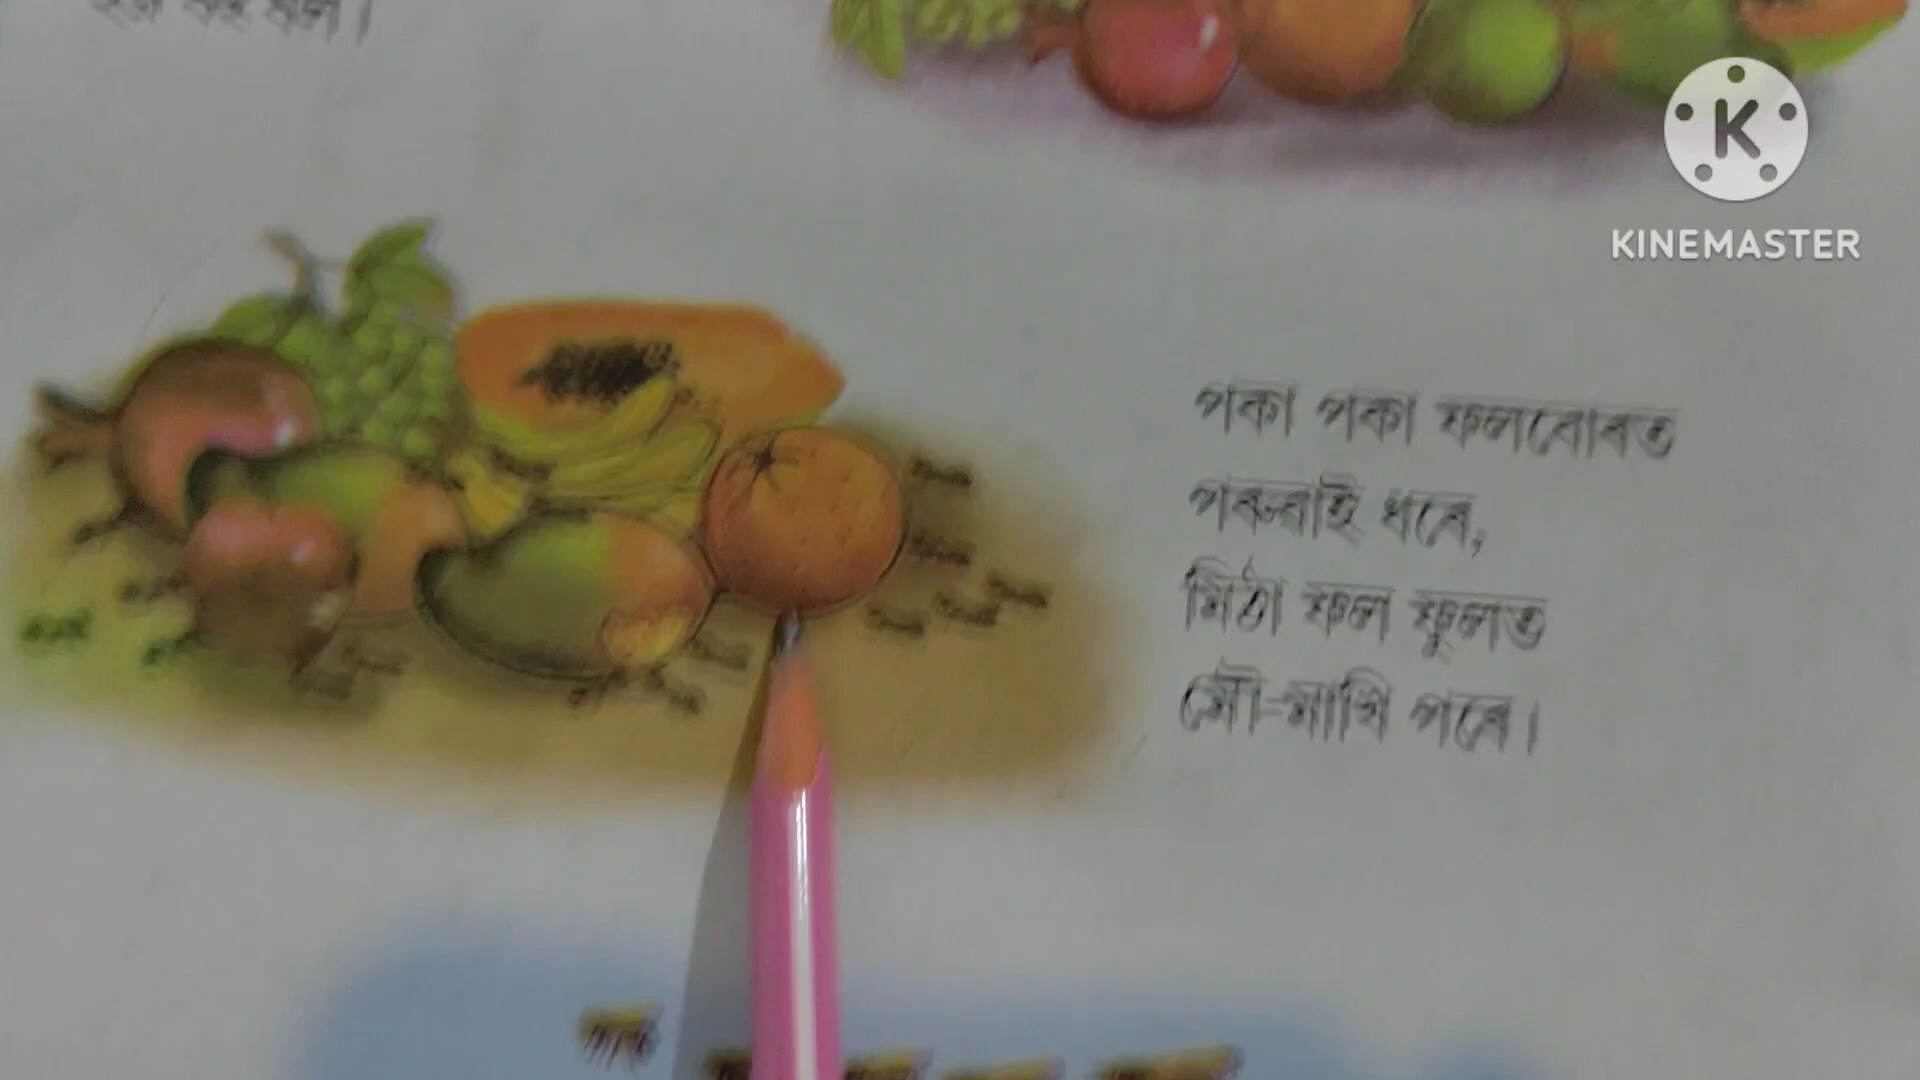 KINEMASTER
পকা পকা ফলবোৰত
পৰুৱাই ধৰে,
মিঠা ফল ফুলত
মৌ-মাখি পৰে।